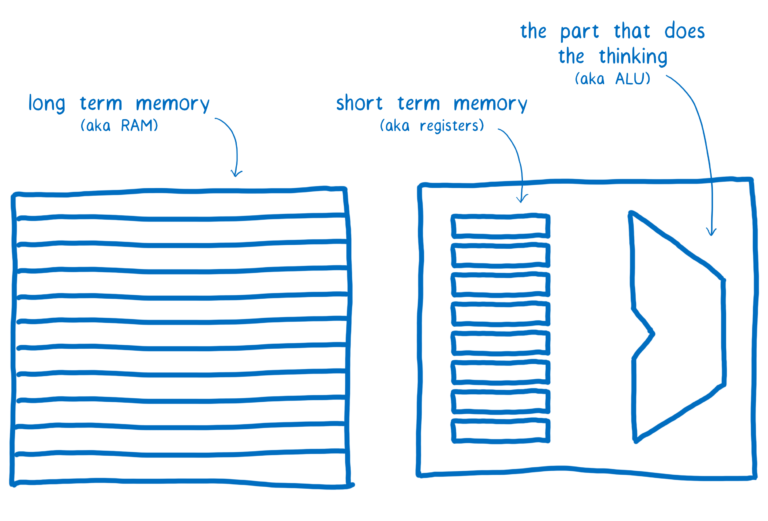 the part that does
the thinking
(aka ALU)
long term memory
(aka RAM)
short term memory
(aka registers)